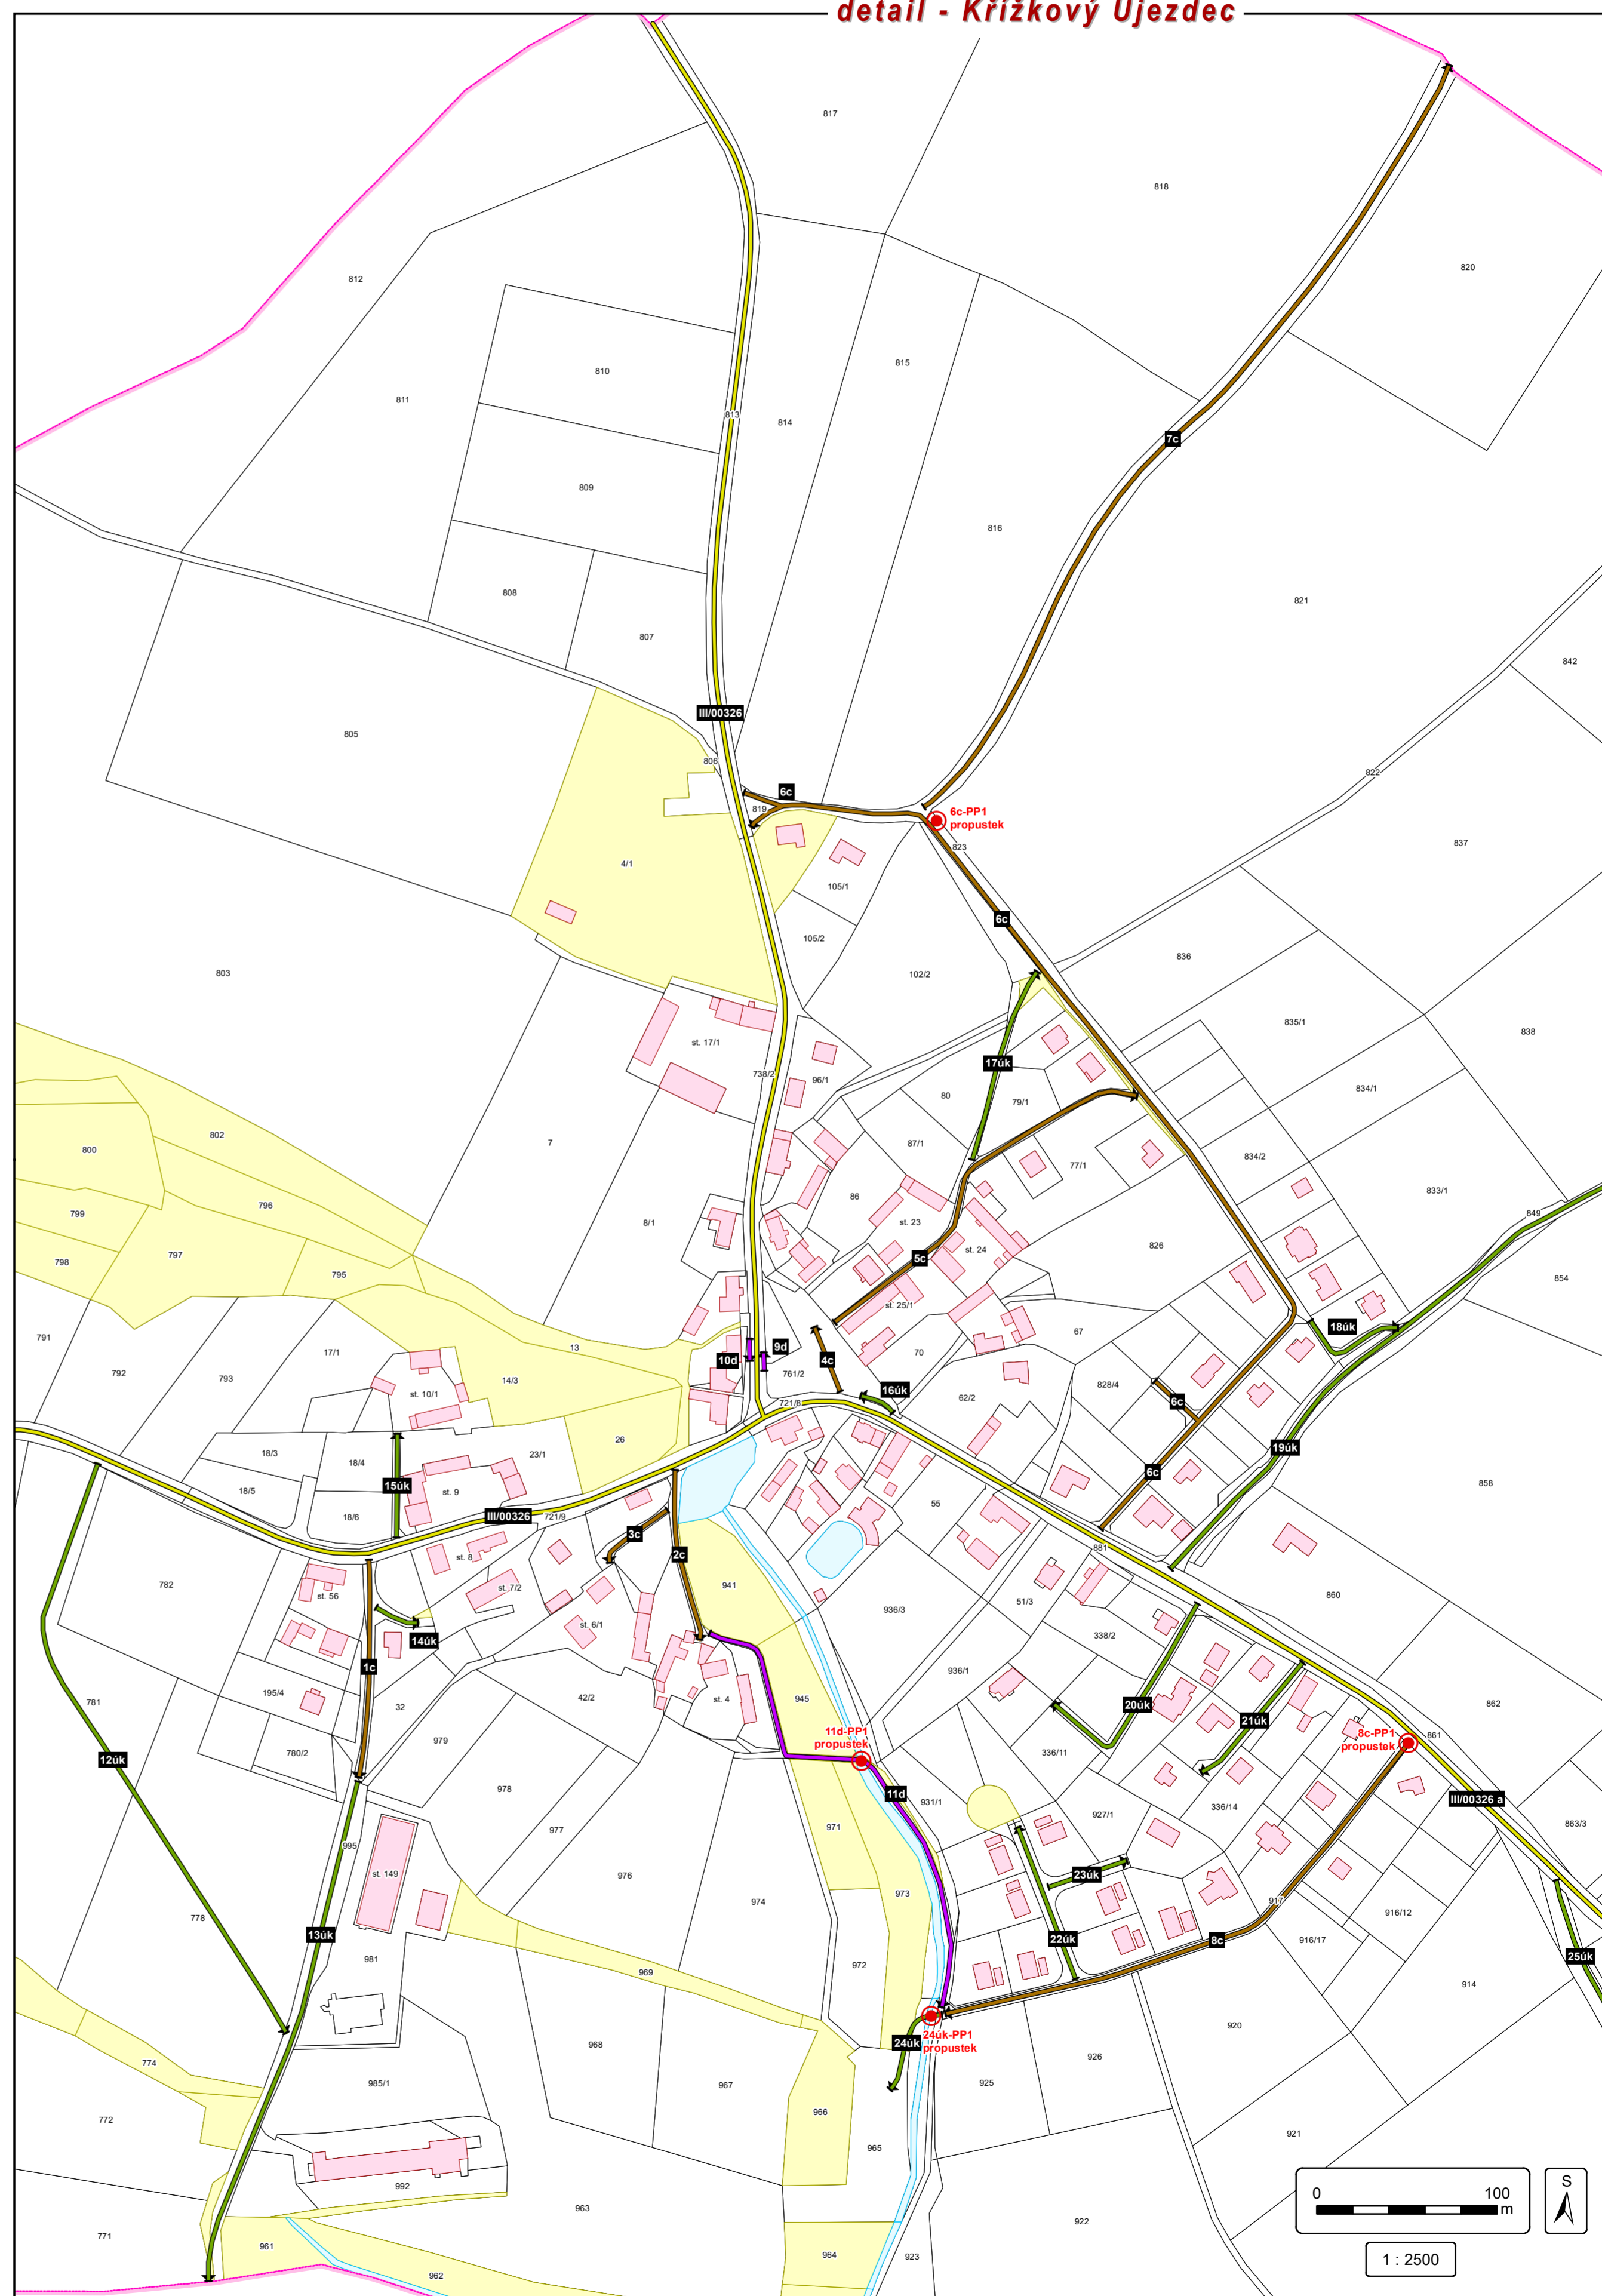 detail - Křížkový Újezdec
817
818
812
820
810
815
811
813
814
7c
809
816
808
821
807
842
III/00326
805
806
822
6c
819
6c-PP1
propustek
823
837
4/1
105/1
6c
105/2
836
803
102/2
835/1
838
st. 17/1
17úk
738/2
96/1
834/1
80
79/1
802
7
87/1
800
834/2
77/1
833/1
86
796
799
8/1
st. 23
849
826
st. 24
797
5c
798
795
854
st. 25/1
18úk
67
791
17/1
13
9d
10d
4c
70
792
793
761/2
14/3
828/4
16úk
st. 10/1
62/2
6c
721/8
26
19úk
18/3
23/1
18/4
6c
15úk
858
18/5
st. 9
55
18/6
III/00326
721/9
3c
881
2c
st. 8
782
941
st. 7/2
st. 56
860
51/3
936/3
st. 6/1
338/2
14úk
1c
936/1
195/4
42/2
st. 4
781
945
20úk
862
32
21úk
11d-PP1
propustek
8c-PP1
propustek
861
979
780/2
336/11
12úk
978
11d
III/00326 a
931/1
336/14
927/1
863/3
977
971
995
st. 149
976
23úk
974
973
917
916/12
778
13úk
22úk
8c
916/17
25úk
981
972
969
914
24úk-PP1
propustek
920
24úk
968
926
774
985/1
967
925
772
966
921
965
992
963
771
922
961
964
923
962
0
100
m
S
1 : 2500